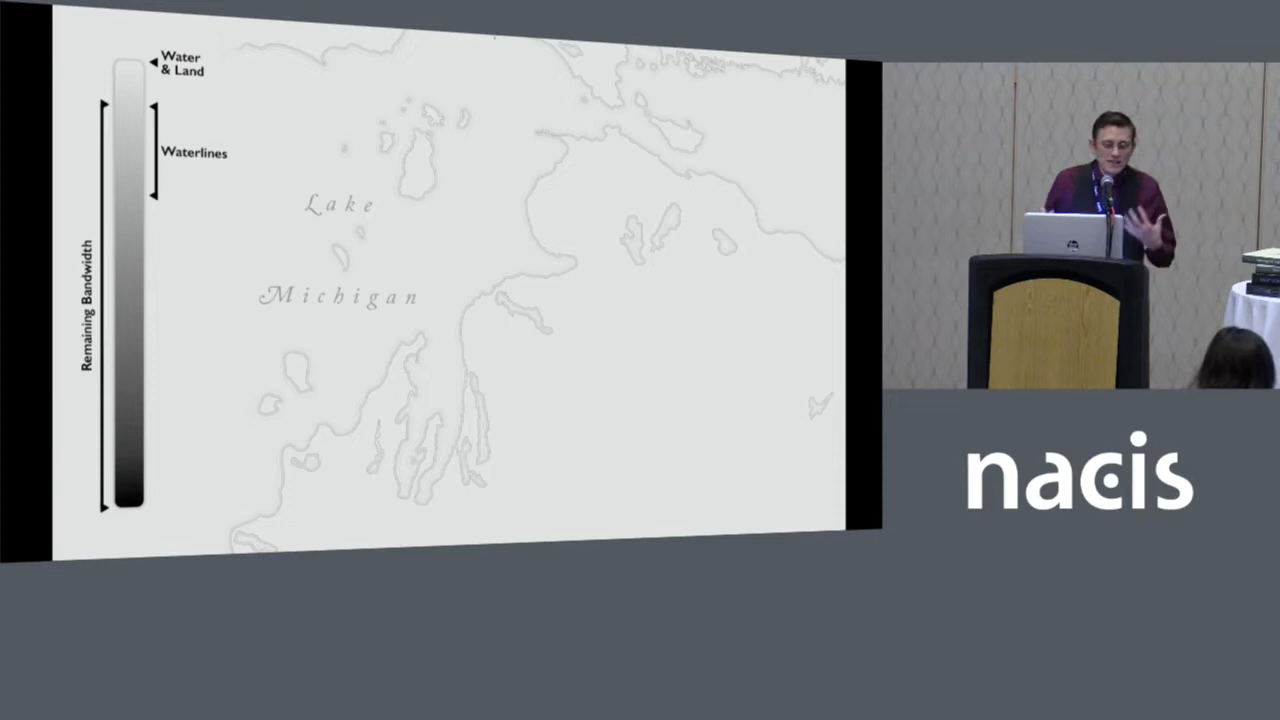 Water
& Land
Waterlines
Remaining Bandwidth
Lake
Michigan
nacis